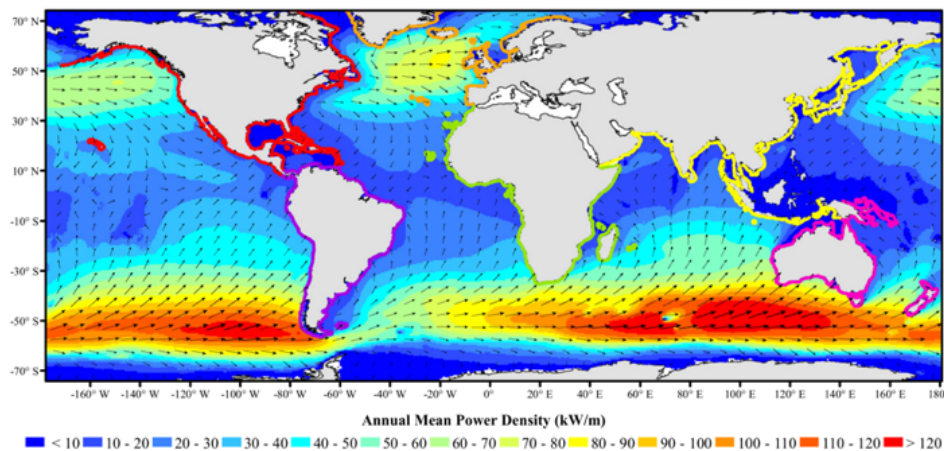 70° N
50° N
30° N
10° N
-10° S
-30° S
-50° S
-70° S
-160° W -140° W -120° W -100° W -80° W -60° W -40° W -20° W 0° E 20° E 40° E 60° E 80° E 100° E 120° E 140° E 160° E 180
Annual Mean Power Density (kW/m)
< 10 10 - 20 20 - 30 30 - 40 40 - 50 50 - 60 60 - 70 70 - 80 80 - 90 90 - 100 100 - 110 110 - 120 > 120